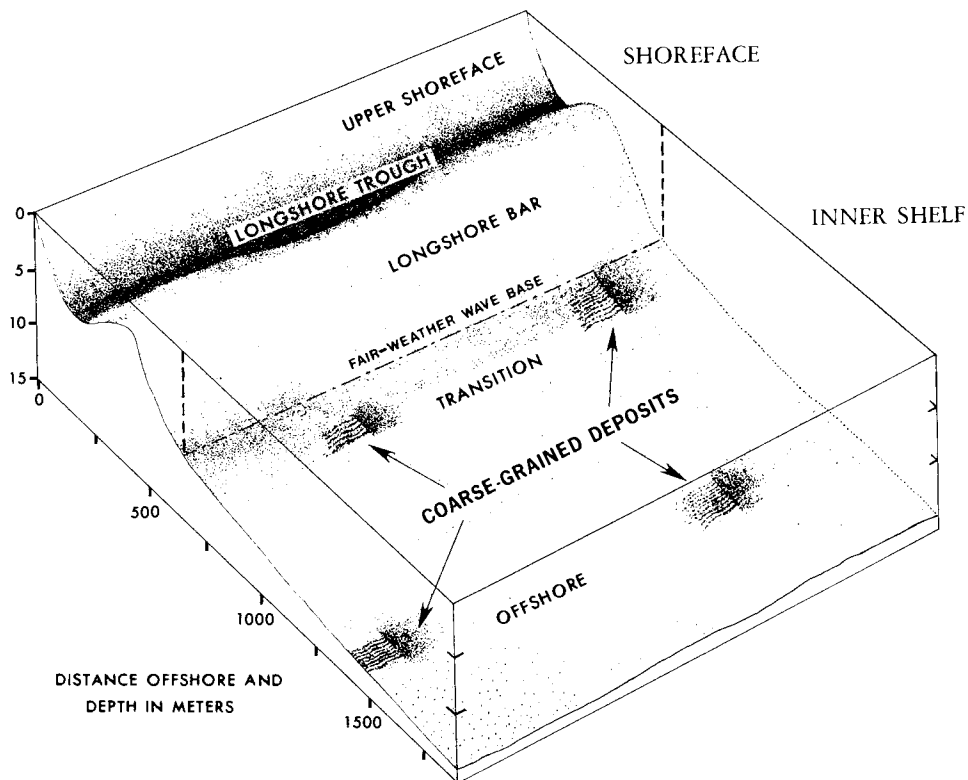 SHOREFACE
UPPER SHOREFACE
LONGSHORE TROUGH
INNER SHELF
LONGSHORE BAR
FAIR-WEATHER WAVE BASE
TRANSITION
COARSE-GRAINED DEPOSITS
OFFSHORE
0
5
10
15
0
500
1000
1500
DISTANCE OFFSHORE AND
DEPTH IN METERS